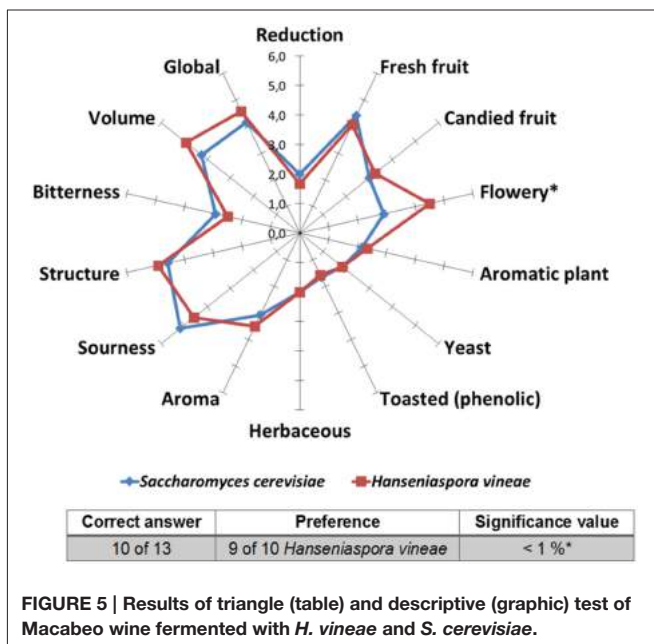 Reduction
6,0
5,0
4,0
3,0
2,0
1,0
0,0
Fresh fruit
Candied fruit
Flowery*
Aromatic plant
Yeast
Toasted (phenolic)
Herbaceous
Aroma
Sourness
Structure
Bitterness
Volume
Global
Saccharomyces cerevisiae Hanseniaspora vineae
Correct answer Preference Significance value
10 of 13 9 of 10 Hanseniaspora vineae < 1 %*
FIGURE 5 | Results of triangle (table) and descriptive (graphic) test of
Macabeo wine fermented with H. vineae and S. cerevisiae.